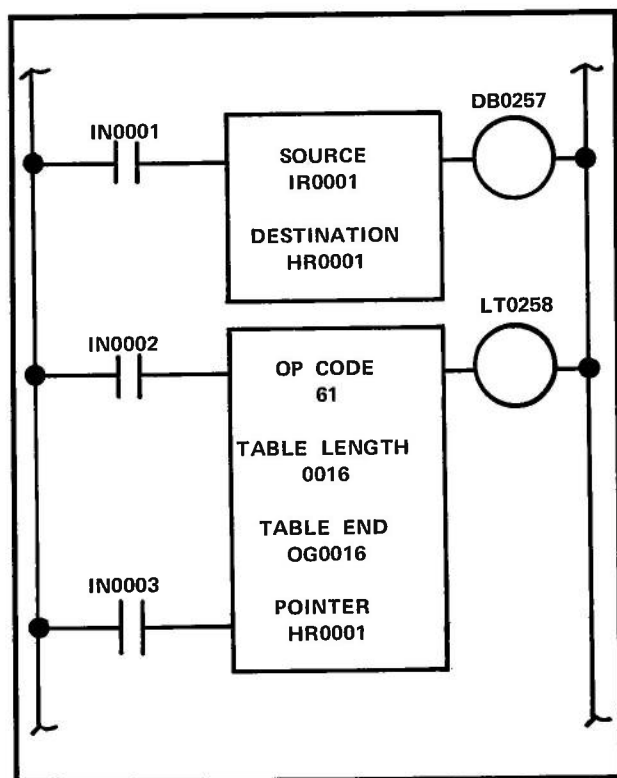 DB0257
IN0001
SOURCE
IR0001
DESTINATION
HR0001
LT0258
IN0002
OP CODE
61
TABLE LENGTH
0016
TABLE END
OG0016
IN0003
POINTER
HR0001